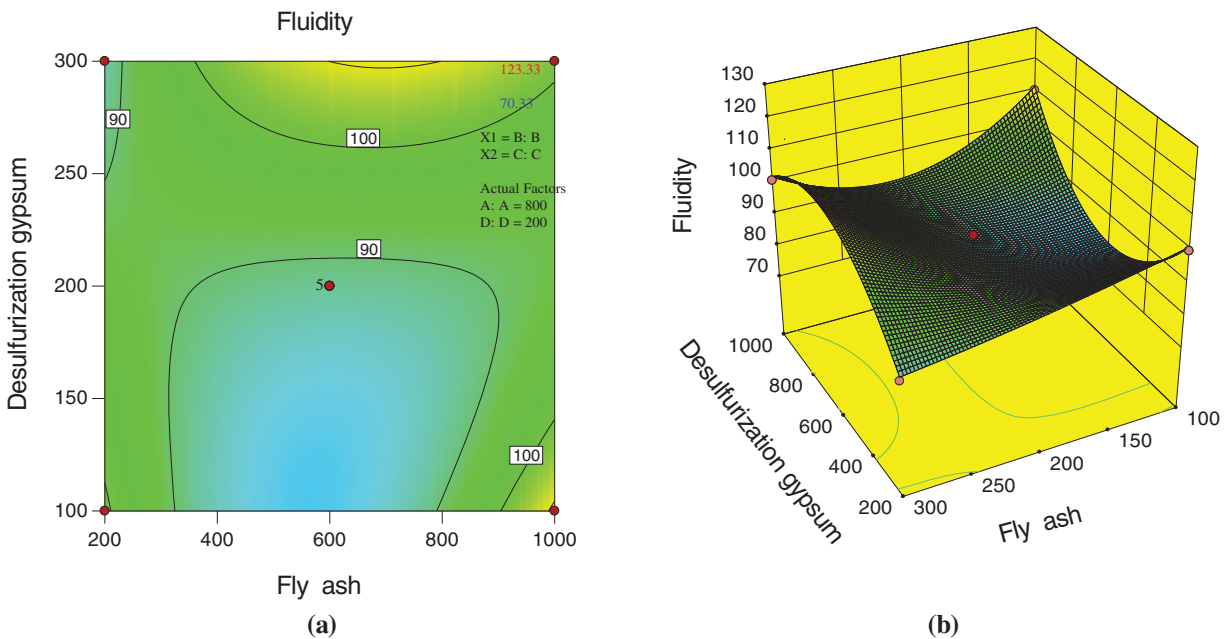 Fluidity
300
250
200
150
100
200
400
600
800
1000
Desulfurization gypsum
Fly ash
90
100
90
100
5
123.33
70.33
X1 = B: B
X2 = C: C
Actual Factors
A: A = 800
D: D = 200
(a)
130
120
110
100
90
80
70
Fluidity
1000
800
600
400
200
Desulfurization gypsum
300
250
200
150
100
Fly ash
(b)